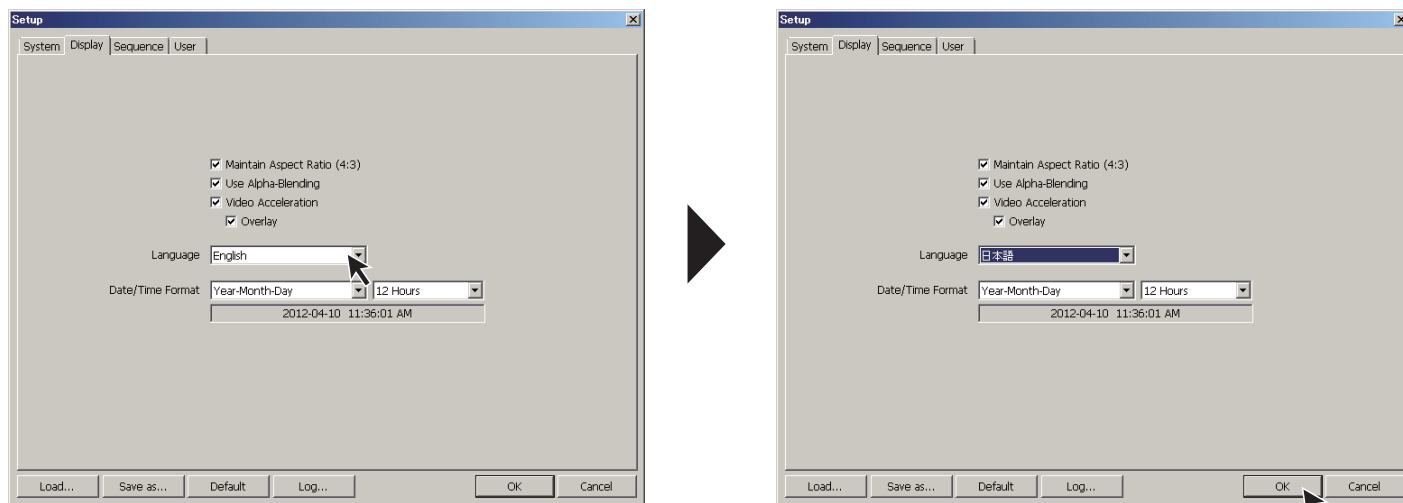 Setup
System Display Sequence User
Maintain Aspect Ratio (4:3)
Use Alpha-Blending
Video Acceleration
Overlay
Language English
Date/Time Format Year-Month-Day 12 Hours
2012-04-10 11:36:01 AM
Load... Save as... Default Log... OK Cancel
Setup
System Display Sequence User
Maintain Aspect Ratio (4:3)
Use Alpha-Blending
Video Acceleration
Overlay
Language 日本語
Date/Time Format Year-Month-Day 12 Hours
2012-04-10 11:36:01 AM
Load... Save as... Default Log... OK Cancel